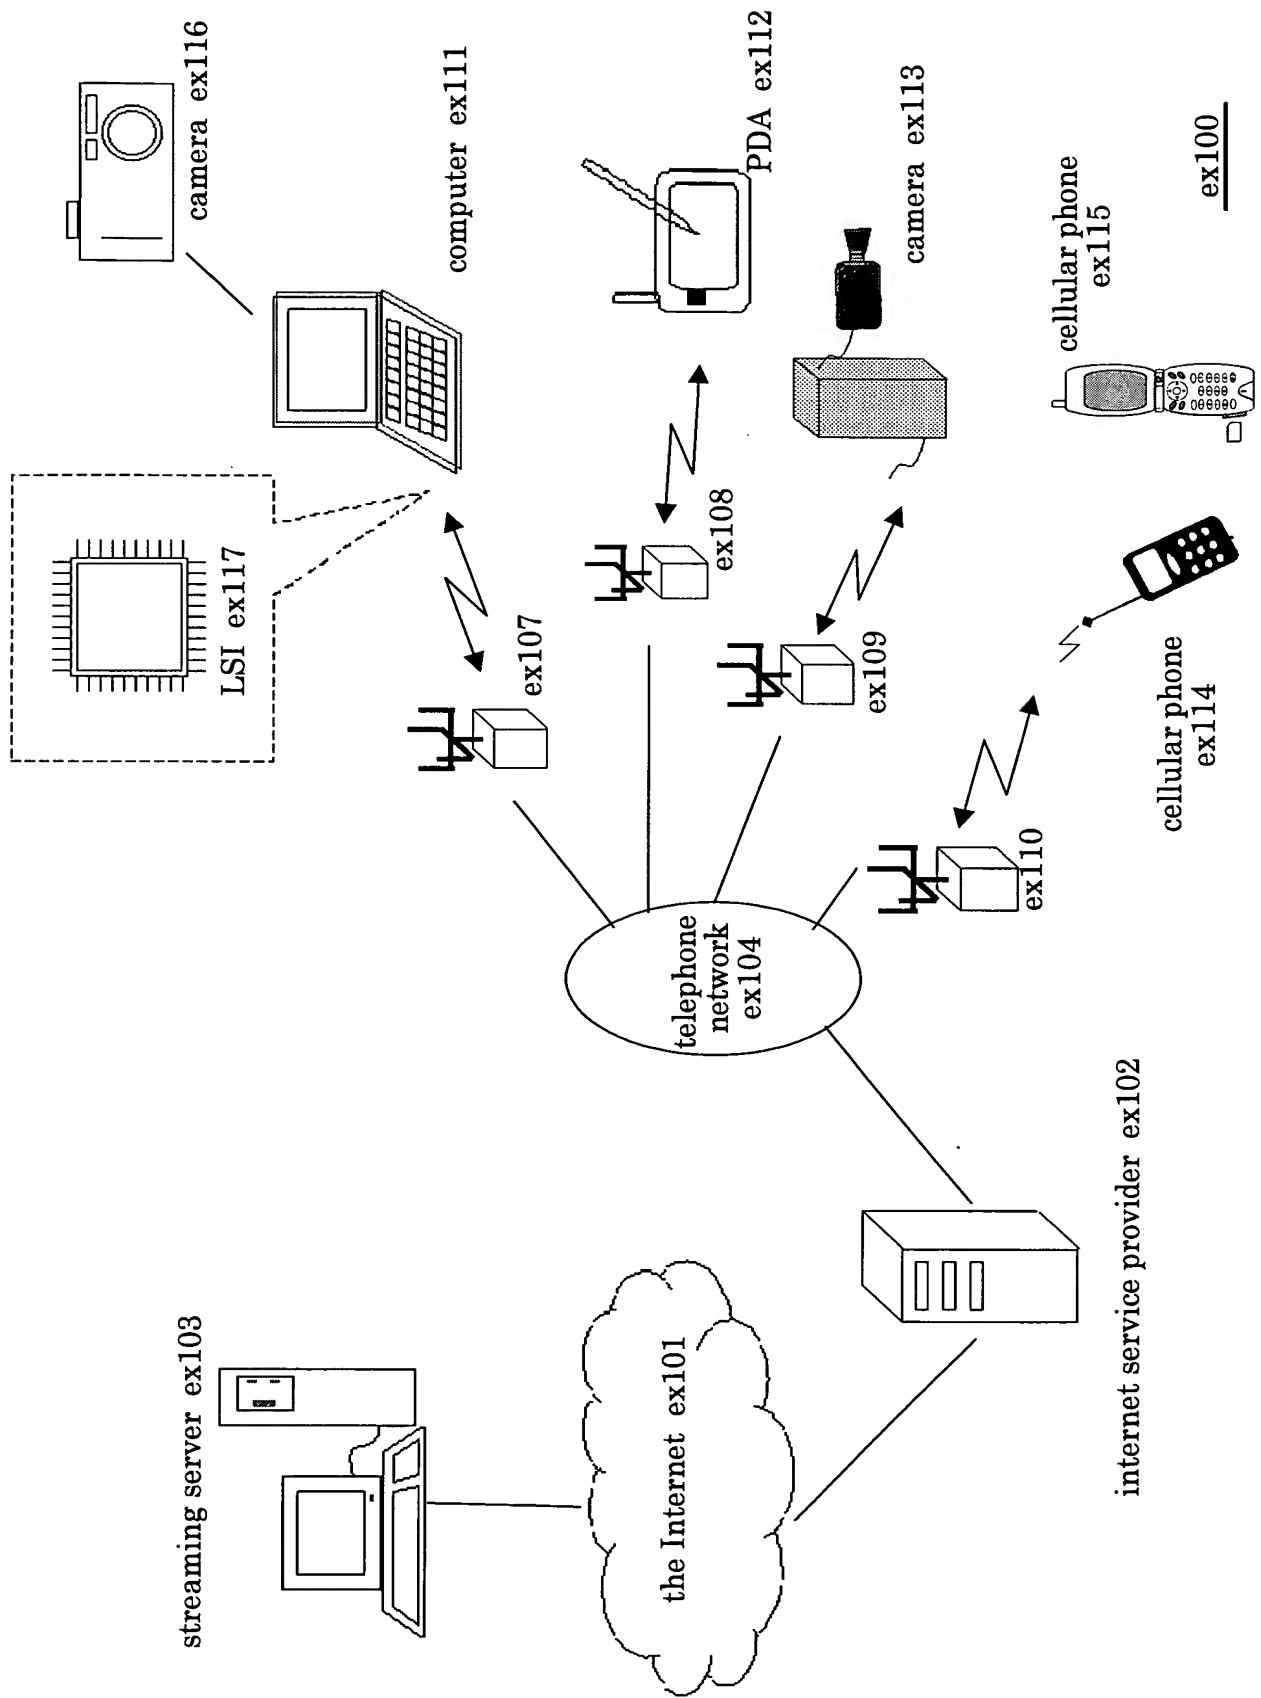 streaming server ex103
the Internet ex101
internet service provider ex102
telephone
network
ex104
LSI ex117
ex107
ex108
ex109
ex110
camera ex116
computer ex111
PDA ex112
camera ex113
cellular phone
ex114
cellular phone
ex115
ex100